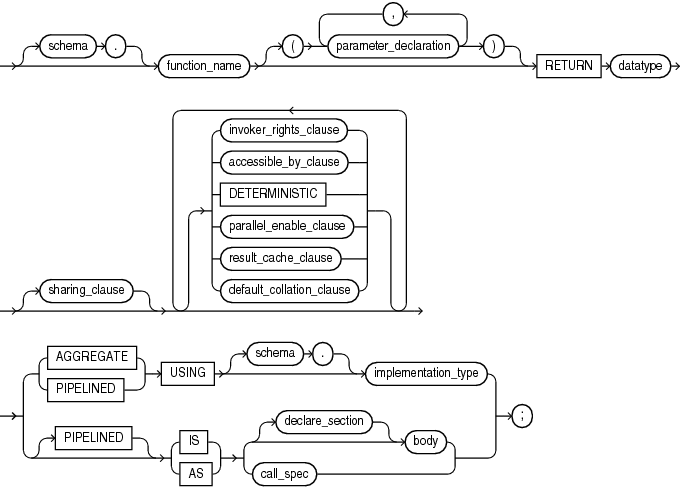 ,
schema . ( parameter_declaration )
function_name RETURN datatype
invoker_rights_clause
accessible_by_clause
DETERMINISTIC
parallel_enable_clause
result_cache_clause
sharing_clause default_collation_clause
AGGREGATE schema .
PIPELINED USING implementation_type
;
PIPELINED IS declare_section
AS body
call_spec